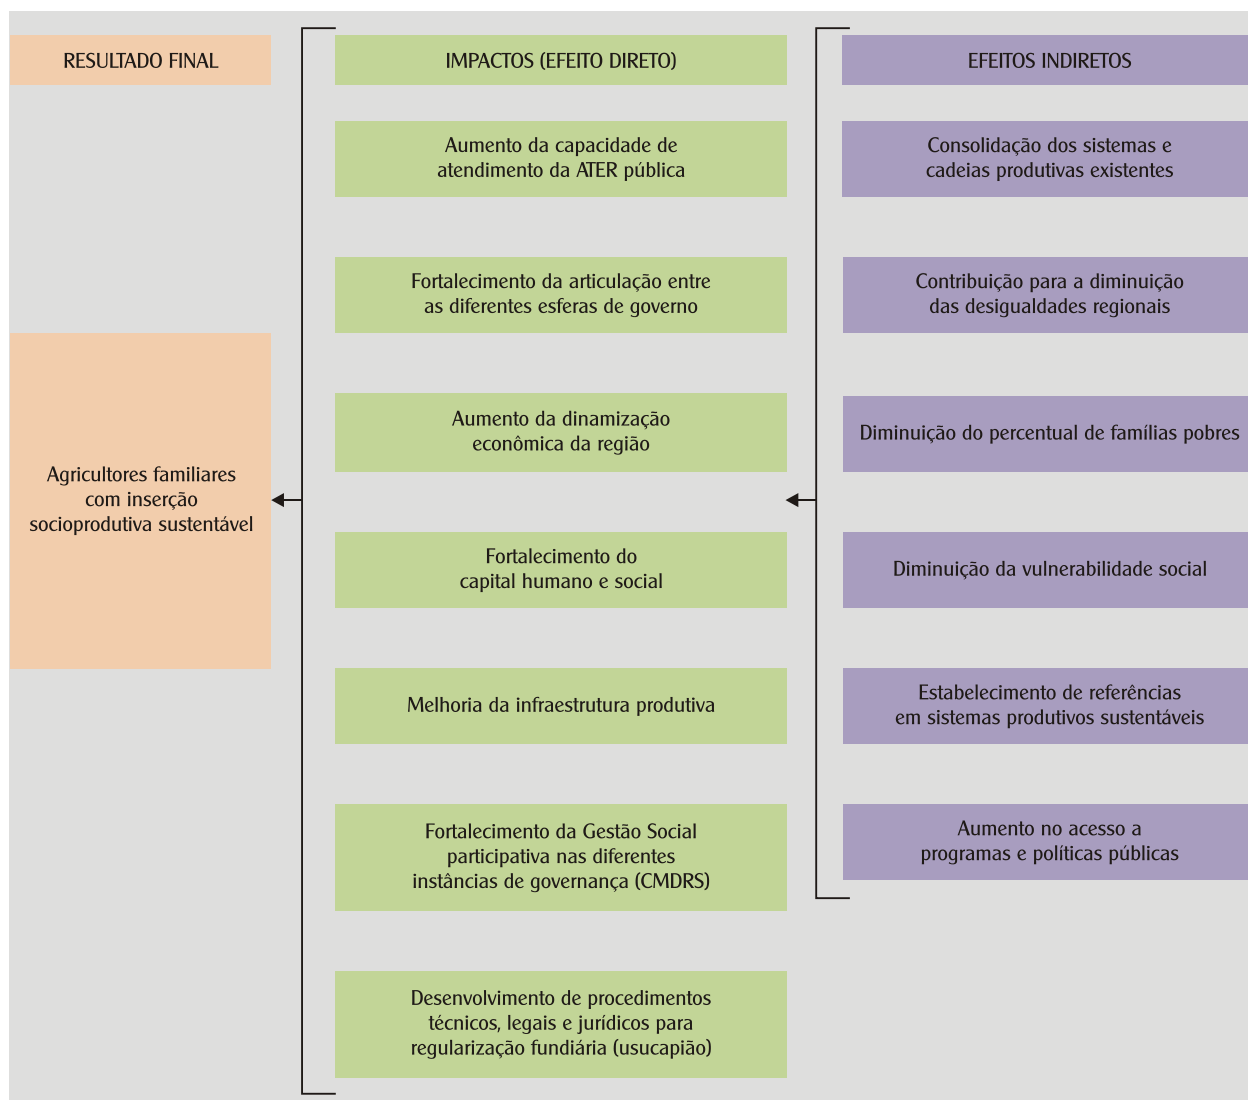 RESULTADO FINAL
Agricultores familiares
com inserção
socioprodutiva sustentável
IMPACTOS (EFEITO DIRETO)
Aumento da capacidade de
atendimento da ATER pública
Fortalecimento da articulação entre
as diferentes esferas de governo
Aumento da dinamização
econômica da região
Fortalecimento do
capital humano e social
Melhoria da infraestrutura produtiva
Fortalecimento da Gestão Social
participativa nas diferentes
instâncias de governança (CMDRS)
Desenvolvimento de procedimentos
técnicos, legais e jurídicos para
regularização fundiária (usucapião)
EFEITOS INDIRETOS
Consolidação dos sistemas e
cadeias produtivas existentes
Contribuição para a diminuição
das desigualdades regionais
Diminuição do percentual de famílias pobres
Diminuição da vulnerabilidade social
Estabelecimento de referências
em sistemas produtivos sustentáveis
Aumento no acesso a
programas e políticas públicas